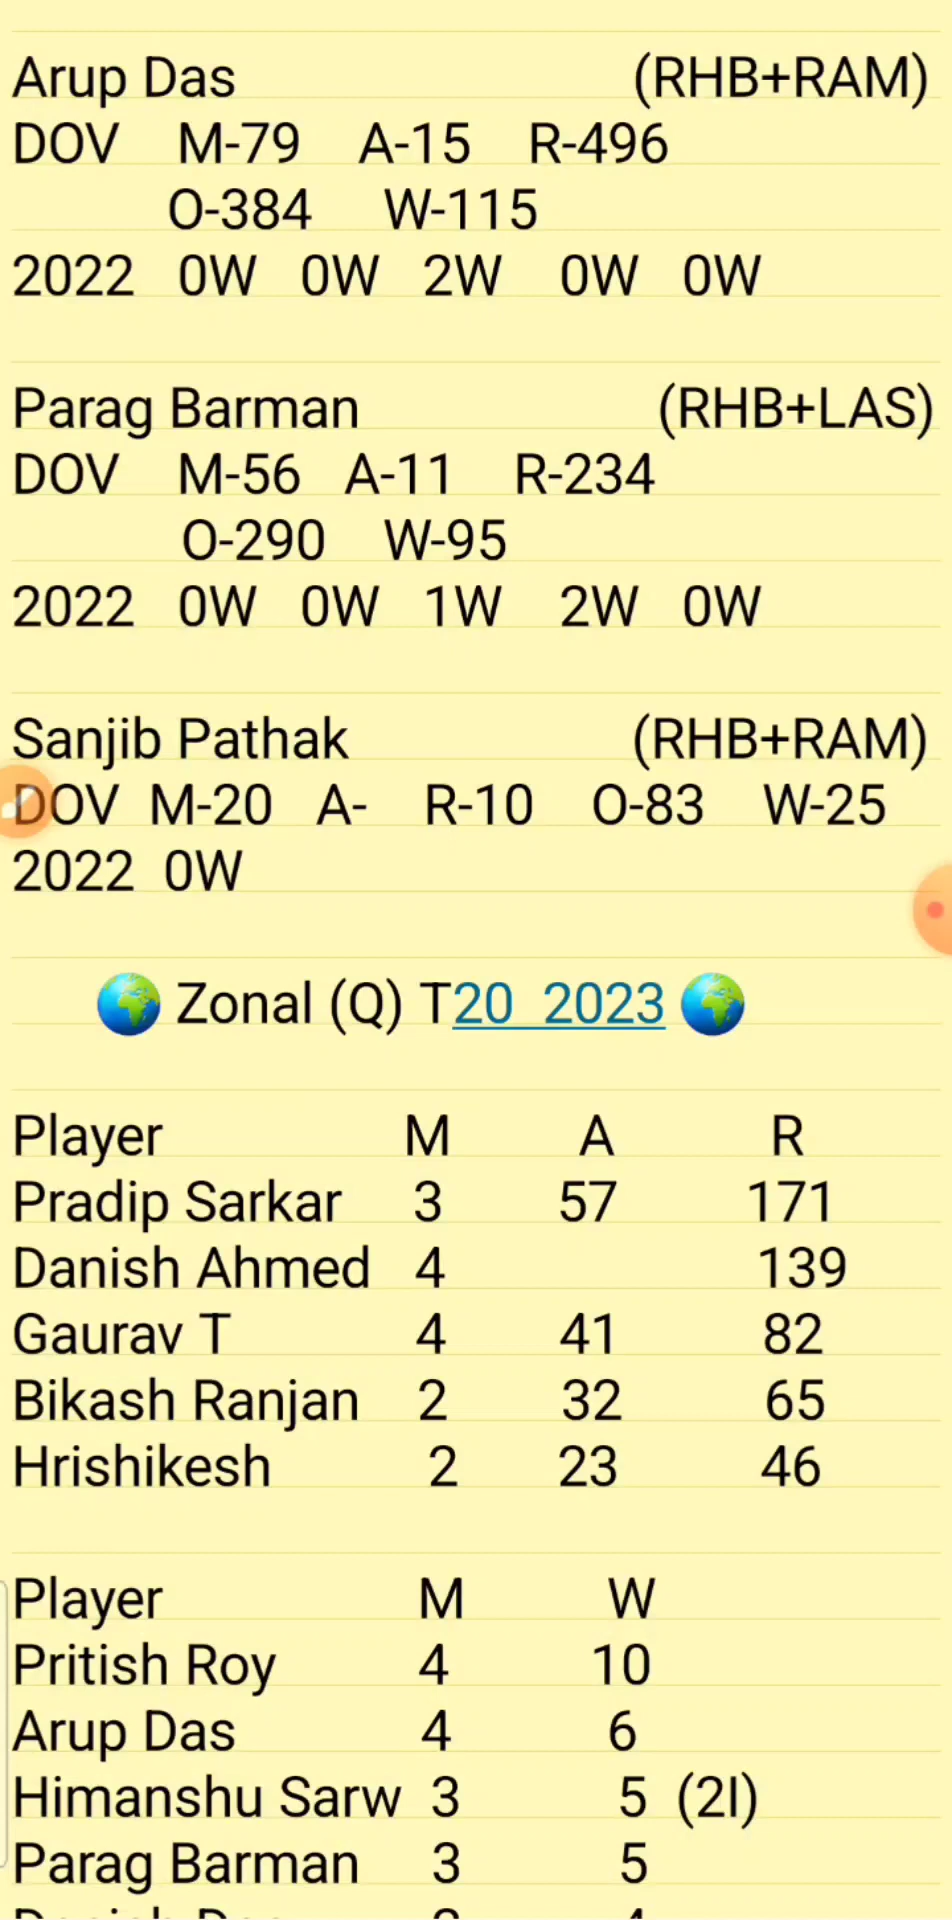 Arup Das (RHB+RAM)
DOV M-79 A-15 R-496
O-384 W-115
2022 0W 0W 2W 0W 0W
Parag Barman (RHB+LAS)
DOV M-56 A-11 R-234
O-290 W-95
2022 0W 0W 1W 2W 0W
Sanjib Pathak (RHB+RAM)
DOV M-20 A- R-10 O-83 W-25
2022 0W
🌍 Zonal (Q) T20 2023 🌍
Player M A R
Pradip Sarkar 3 57 171
Danish Ahmed 4 139
Gaurav T 4 41 82
Bikash Ranjan 2 32 65
Hrishikesh 2 23 46
Player M W
Pritish Roy 4 10
Arup Das 4 6
Himanshu Sarw 3 5 (2I)
Parag Barman 3 5